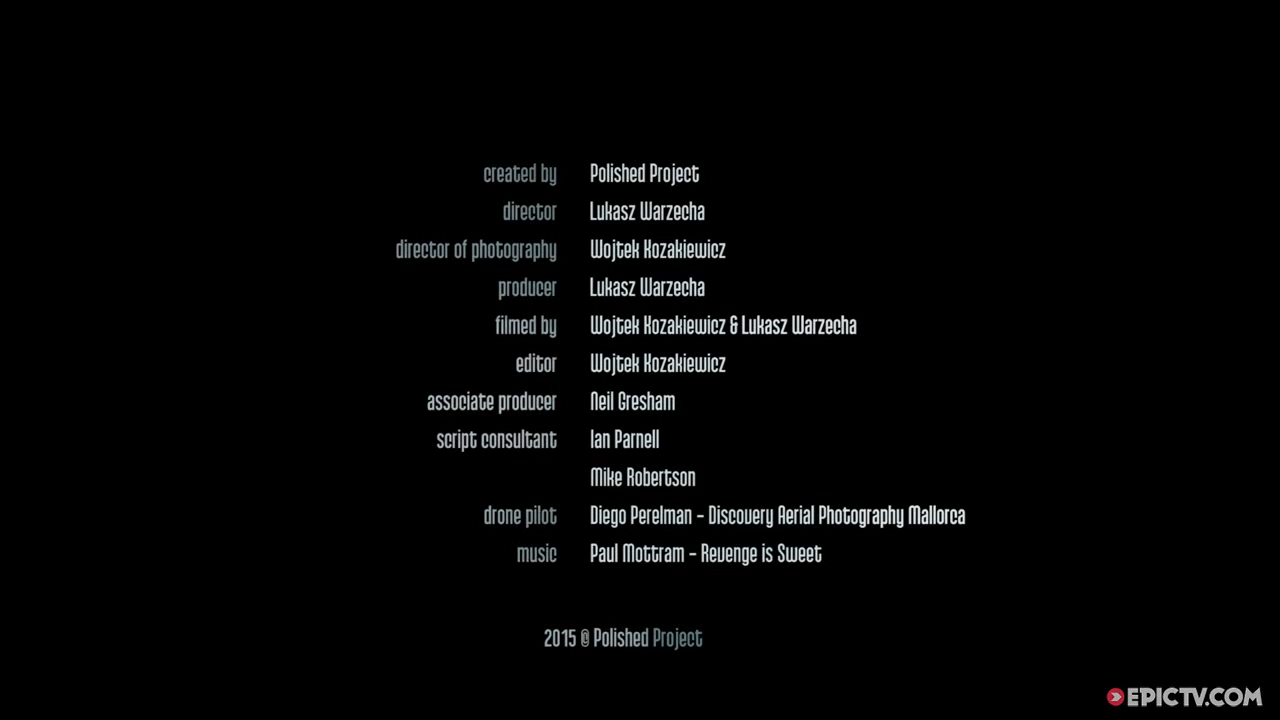 created by Polished Project
director Lukasz Warzecha
director of photography Wojtek Kozakiewicz
producer Lukasz Warzecha
filmed by Wojtek Kozakiewicz & Lukasz Warzecha
editor Wojtek Kozakiewicz
associate producer Neil Gresham
script consultant Ian Parnell
Mike Robertson
drone pilot Diego Perelman - Discovery Aerial Photography Mallorca
music Paul Mottram - Revenge is Sweet
2015 @ Polished Project
EPICTV.COM